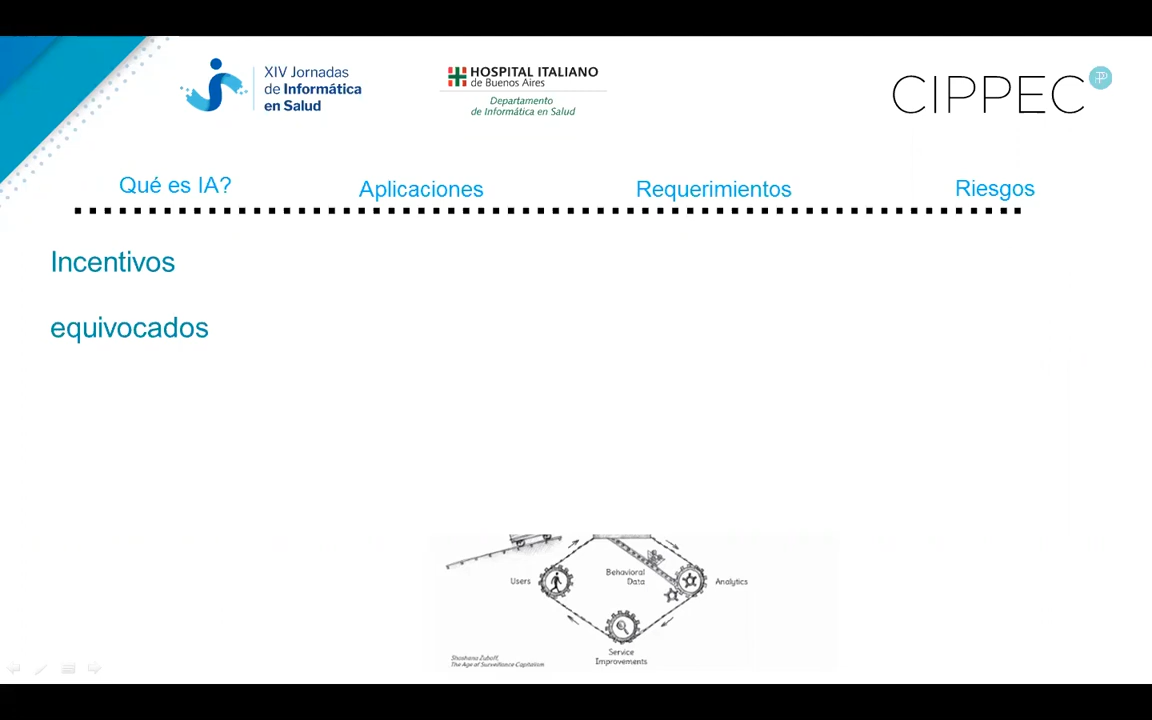 XIV Jornadas
de Informática
en Salud
HOSPITAL ITALIANO
de Buenos Aires
Departamento
de Informática en Salud
CIPPEC
Qué es IA?
Aplicaciones
Requerimientos
Riesgos
Incentivos
equivocados
Users
Behavioral
Data
Analytics
Service
Improvements
Shoshana Zuboff,
The Age of Surveillance Capitalism